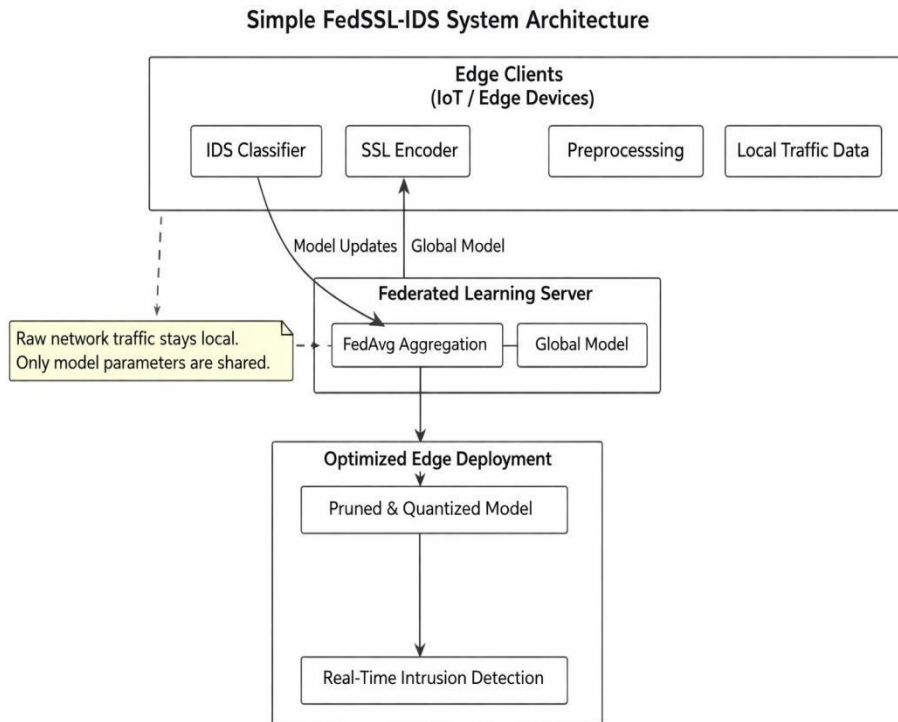 Simple FedSSL-IDS System Architecture
Edge Clients
(IoT / Edge Devices)
IDS Classifier
SSL Encoder
Preprocesssing
Local Traffic Data
Model Updates
Global Model
Federated Learning Server
Raw network traffic stays local.
Only model parameters are shared.
FedAvg Aggregation
Global Model
Optimized Edge Deployment
Pruned & Quantized Model
Real-Time Intrusion Detection